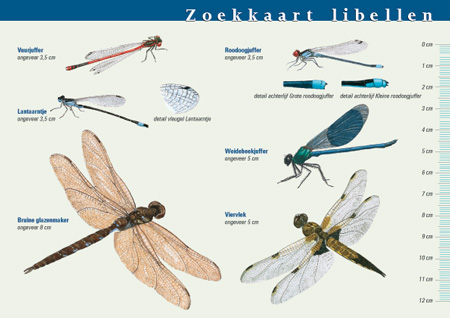 Zoekkaart libellen
Vuurjuffer
ongeveer 3,5 cm
Roodoogjuffer
ongeveer 3,5 cm
detail achterlijf Grote roodoogjuffer
detail achterlijf Kleine roodoogjuffer
Lantaarntje
ongeveer 3,5 cm
detail vleugel Lantaarntje
Weidebeekjuffer
ongeveer 5 cm
Bruine glazenmaker
ongeveer 8 cm
Viervlek
ongeveer 5 cm
0 cm
1 cm
2 cm
3 cm
4 cm
5 cm
6 cm
7 cm
8 cm
9 cm
10 cm
11 cm
12 cm